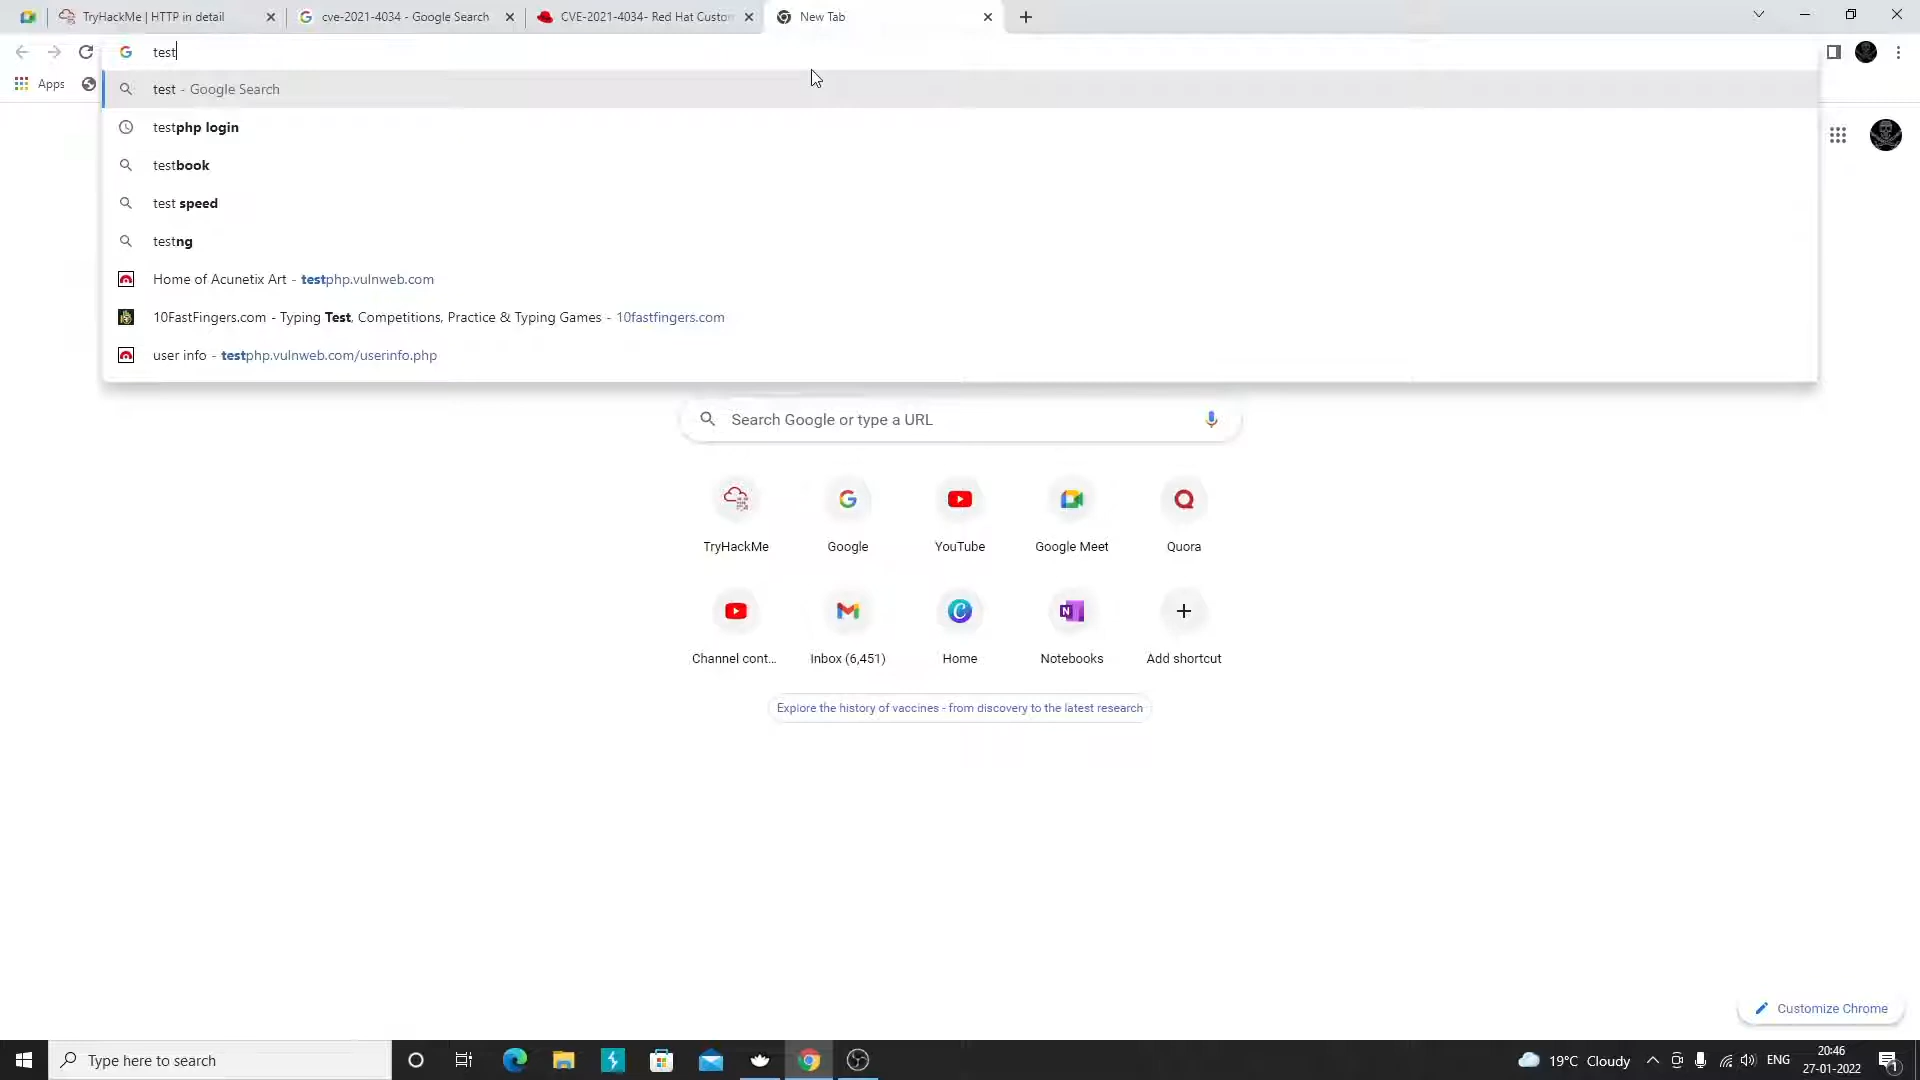 TryHackMe | HTTP in detail
cve-2021-4034 - Google Search
CVE-2021-4034- Red Hat Custom
New Tab
test
Apps
test - Google Search
testphp login
testbook
test speed
testng
Home of Acunetix Art - testphp.vulnweb.com
10FastFingers.com - Typing Test, Competitions, Practice & Typing Games - 10fastfingers.com
user info - testphp.vulnweb.com/userinfo.php
Search Google or type a URL
TryHackMe
Google
YouTube
Google Meet
Quora
Channel cont...
Inbox (6,451)
Home
Notebooks
Add shortcut
Explore the history of vaccines - from discovery to the latest research
Customize Chrome
Type here to search
19°C Cloudy
ENG
20:46
27-01-2022
1